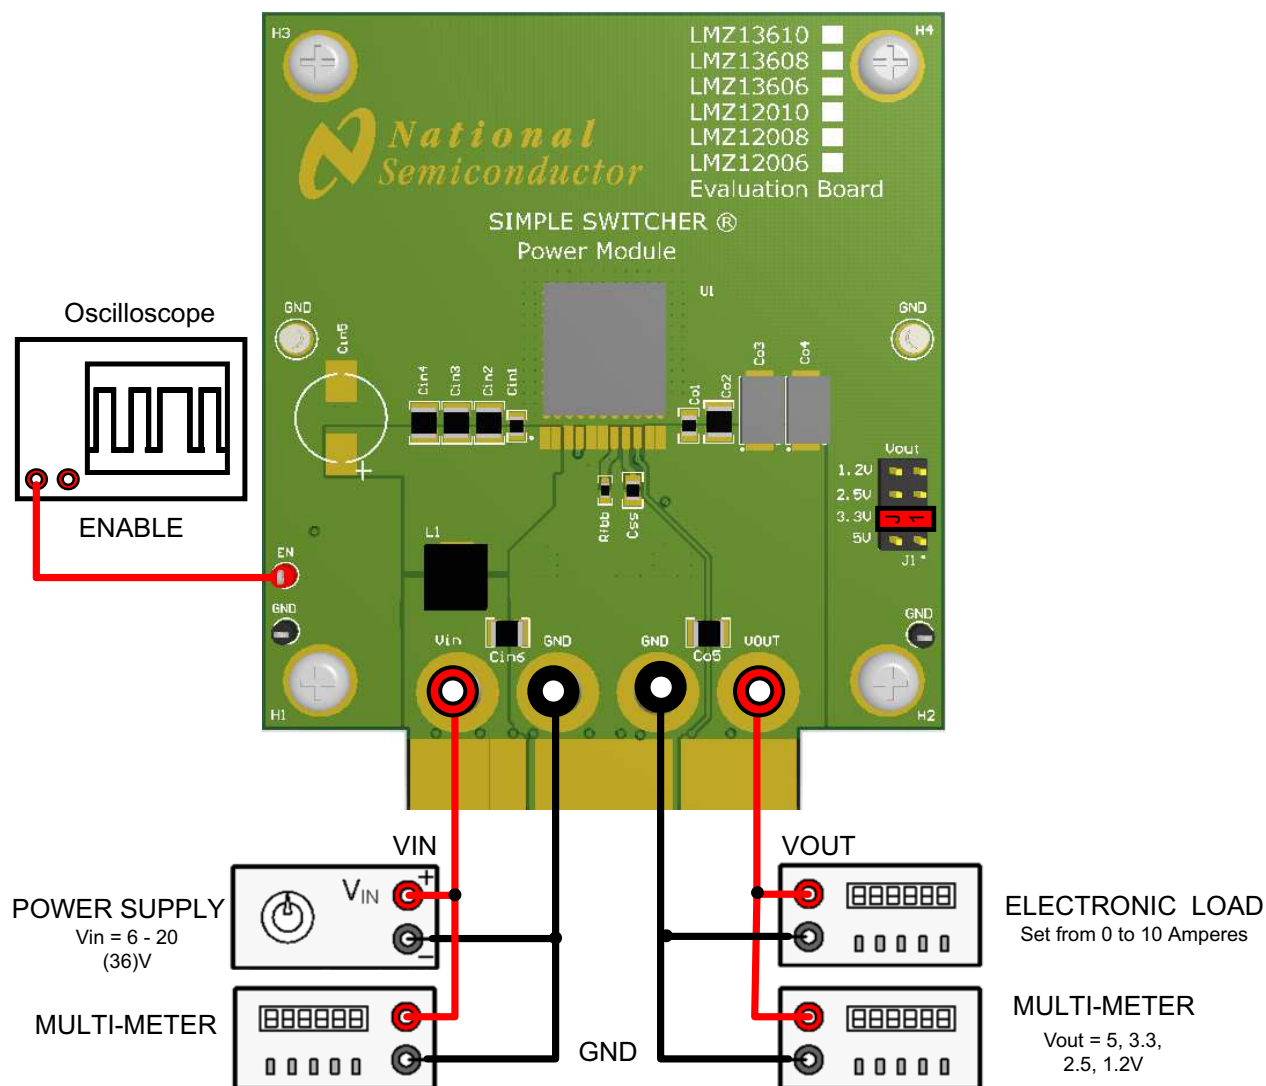 H3
H4
LMZ13610
LMZ13608
LMZ13606
LMZ12010
LMZ12008
LMZ12006
Evaluation Board
National
Semiconductor
SIMPLE SWITCHER ®
Power Module
U1
GND
GND
Oscilloscope
Cin5
Cin4
Cin3
Cin2
Cin1
Co1
Co2
Co3
Co4
+
Vout
1.2V
2.5V
3.3V
5V
J1
J1
Rfbb
Css
ENABLE
L1
EN
GND
GND
Vin
Cin6
GND
GND
Co5
VOUT
H1
H2
VIN
VOUT
POWER SUPPLY
Vin = 6 - 20
(36)V
VIN
+
–
ELECTRONIC LOAD
Set from 0 to 10 Amperes
MULTI-METER
GND
MULTI-METER
Vout = 5, 3.3,
2.5, 1.2V